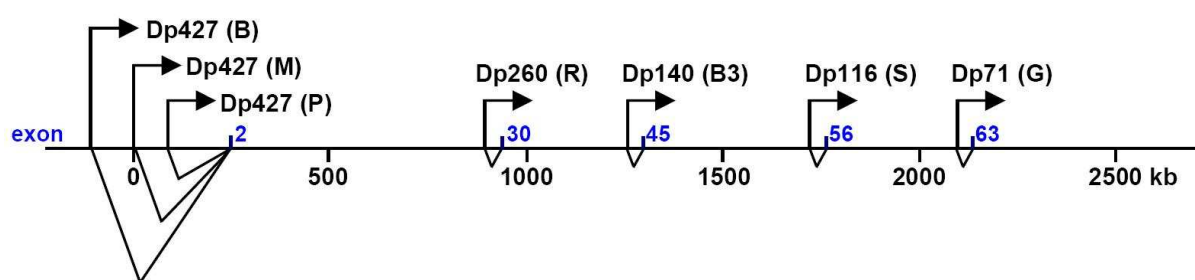 Dp427 (B)
Dp427 (M)
Dp427 (P)
Dp260 (R) Dp140 (B3) Dp116 (S) Dp71 (G)
exon 2 30 45 56 63
0 500 1000 1500 2000 2500 kb